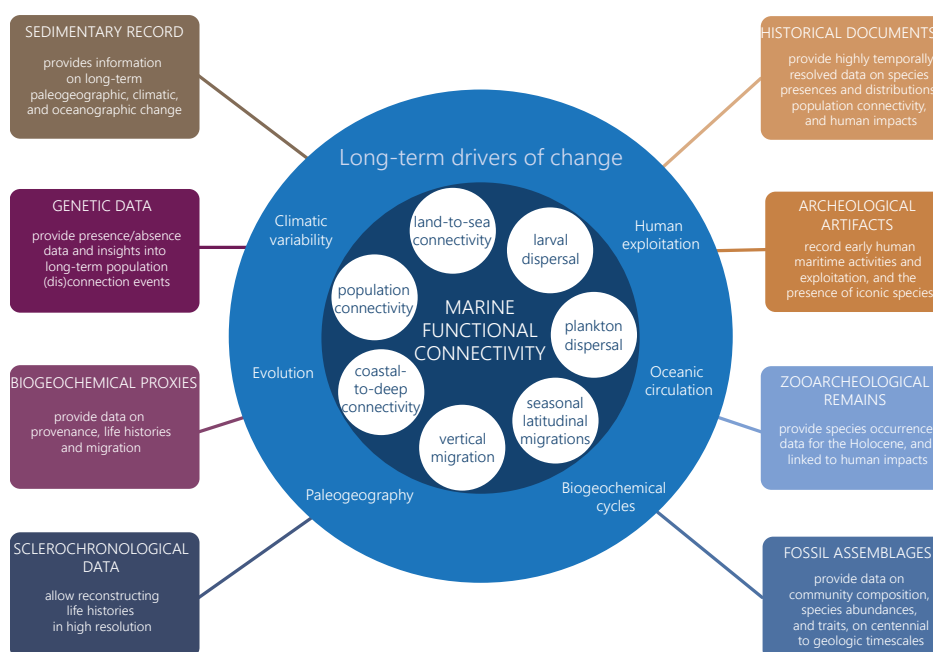 SEDIMENTARY RECORD
provides information
on long-term
paleogeographic, climatic,
and oceanographic change
GENETIC DATA
provide presence/absence
data and insights into
long-term population
(dis)connection events
BIOGEOCHEMICAL PROXIES
provide data on
provenance, life histories
and migration
SCLEROCHRONOLOGICAL
DATA
allow reconstructing
life histories
in high resolution
Long-term drivers of change
Climatic
variability
Evolution
Paleogeography
Human
exploitation
Oceanic
circulation
Biogeochemical
cycles
land-to-sea
connectivity
larval
dispersal
population
connectivity
plankton
dispersal
coastal-
to-deep
connectivity
seasonal
latitudinal
migrations
vertical
migration
MARINE
FUNCTIONAL
CONNECTIVITY
HISTORICAL DOCUMENTS
provide highly temporally
resolved data on species
presences and distributions
population connectivity,
and human impacts
ARCHEOLOGICAL
ARTIFACTS
record early human
maritime activities and
exploitation, and the
presence of iconic species
ZOOARCHEOLOGICAL
REMAINS
provide species occurrence
data for the Holocene, and
linked to human impacts
FOSSIL ASSEMBLAGES
provide data on
community composition,
species abundances,
and traits, on centennial
to geologic timescales